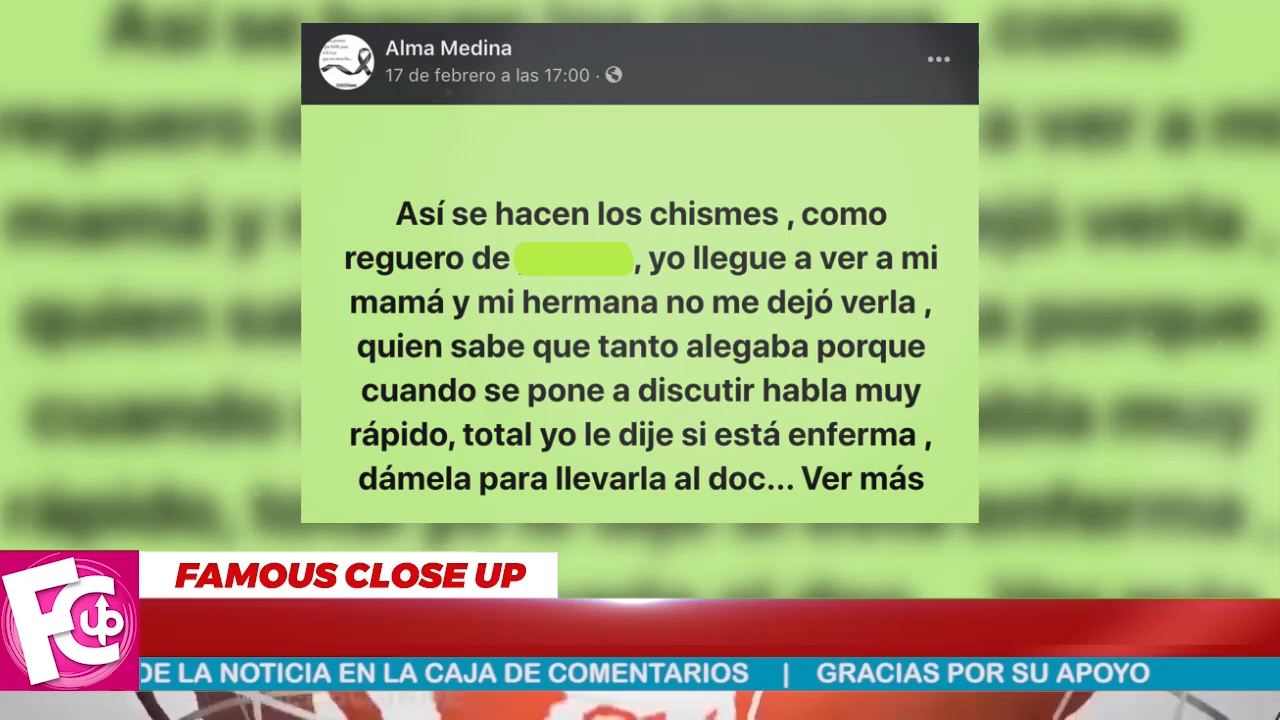 Alma Medina
17 de febrero a las 17:00 ·
Así se hacen los chismes , como
reguero de , yo llegue a ver a mi
mamá y mi hermana no me dejó verla ,
quien sabe que tanto alegaba porque
cuando se pone a discutir habla muy
rápido, total yo le dije si está enferma ,
dámela para llevarla al doc... Ver más
FAMOUS CLOSE UP
FC up
DE LA NOTICIA EN LA CAJA DE COMENTARIOS | GRACIAS POR SU APOYO